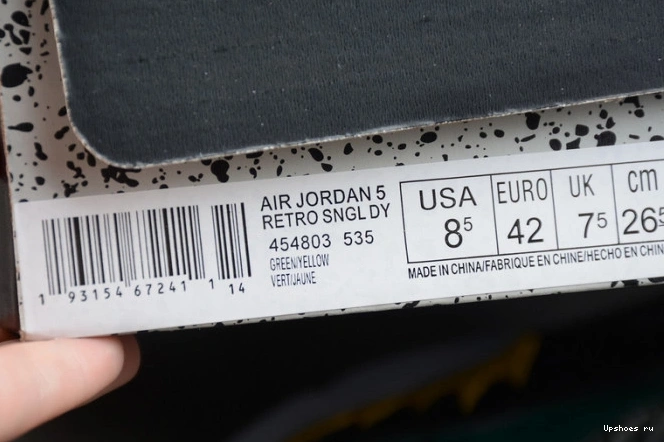 AIR JORDAN 5
RETRO SNGL DY
454803 535
GREEN/YELLOW
VERT/JAUNE
1 93154 67241 1 14
USA EURO UK cm
8⁵ 42 7⁵ 26⁵
MADE IN CHINA/FABRIQUE EN CHINE/HECHO EN
Upshoes ru